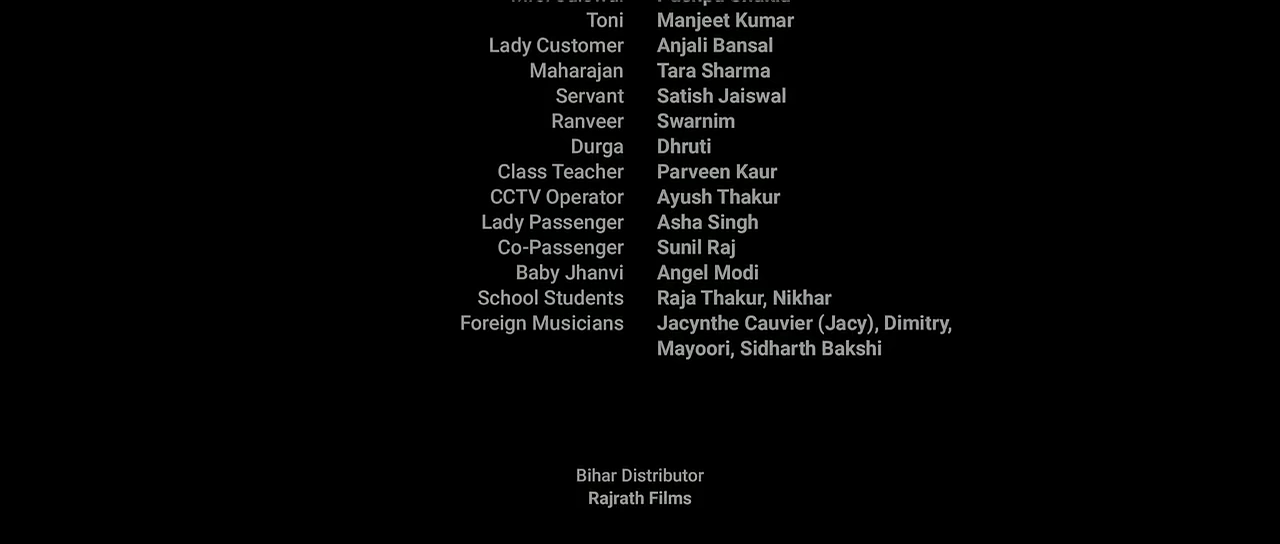 Toni Manjeet Kumar
Lady Customer Anjali Bansal
Maharajan Tara Sharma
Servant Satish Jaiswal
Ranveer Swarnim
Durga Dhruti
Class Teacher Parveen Kaur
CCTV Operator Ayush Thakur
Lady Passenger Asha Singh
Co-Passenger Sunil Raj
Baby Jhanvi Angel Modi
School Students Raja Thakur, Nikhar
Foreign Musicians Jacynthe Cauvier (Jacy), Dimitry,
Mayoori, Sidharth Bakshi
Bihar Distributor
Rajrath Films